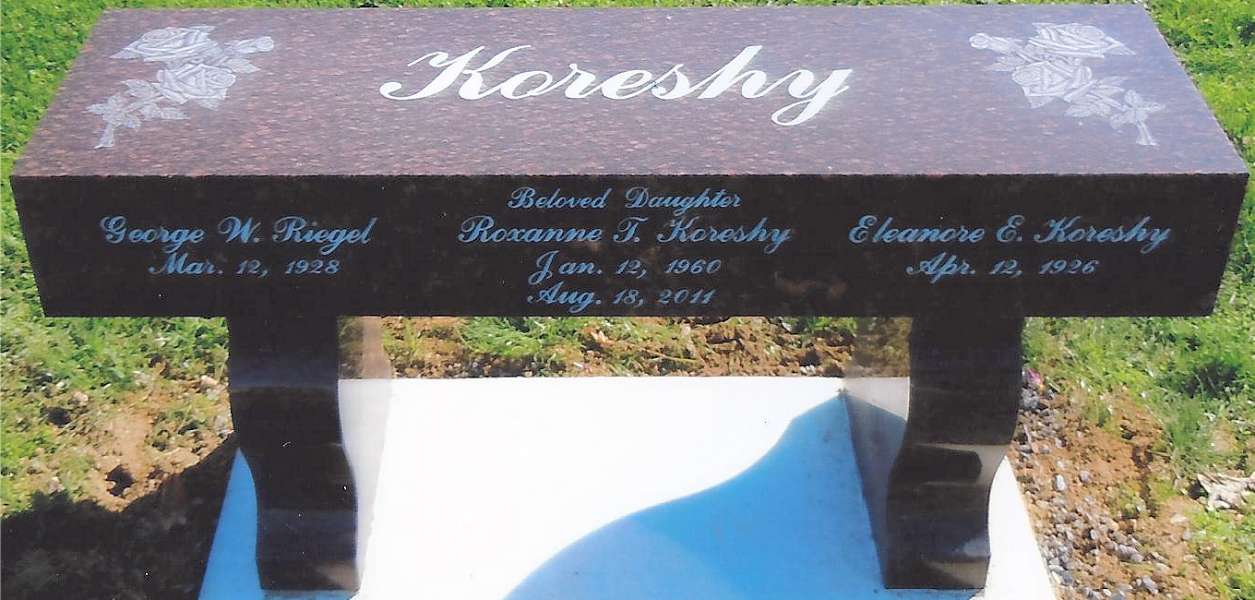 Koreshy
George W. Riegel
Mar. 12, 1928
Beloved Daughter
Roxanne T. Koreshy
Jan. 12, 1960
Aug. 18, 2011
Eleanore E. Koreshy
Apr. 12, 1926